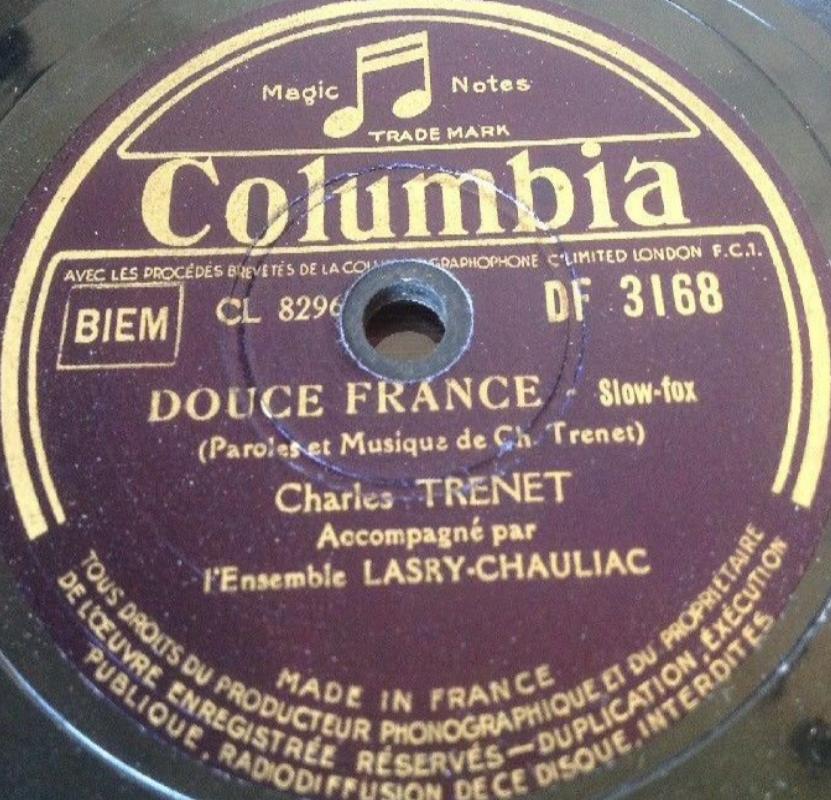 Magic Notes
TRADE MARK
Columbia
AVEC LES PROCÉDÉS BREVETÉS DE LA GRAPHOPHONE Cº LIMITED LONDON F.C.1.
BIEM CL 8296 DF 3168
DOUCE FRANCE - Slow-fox
(Paroles et Musique de Ch. Trenet)
Charles TRENET
Accompagné par
l'Ensemble LASRY-CHAULIAC
MADE IN FRANCE
TOUS DROITS DU PRODUCTEUR PHONOGRAPHIQUE ET DU PROPRIÉTAIRE
DE L'ŒUVRE ENREGISTRÉE RÉSERVÉS — DUPLICATION, EXÉCUTION
PUBLIQUE, RADIODIFFUSION DE CE DISQUE INTERDITES